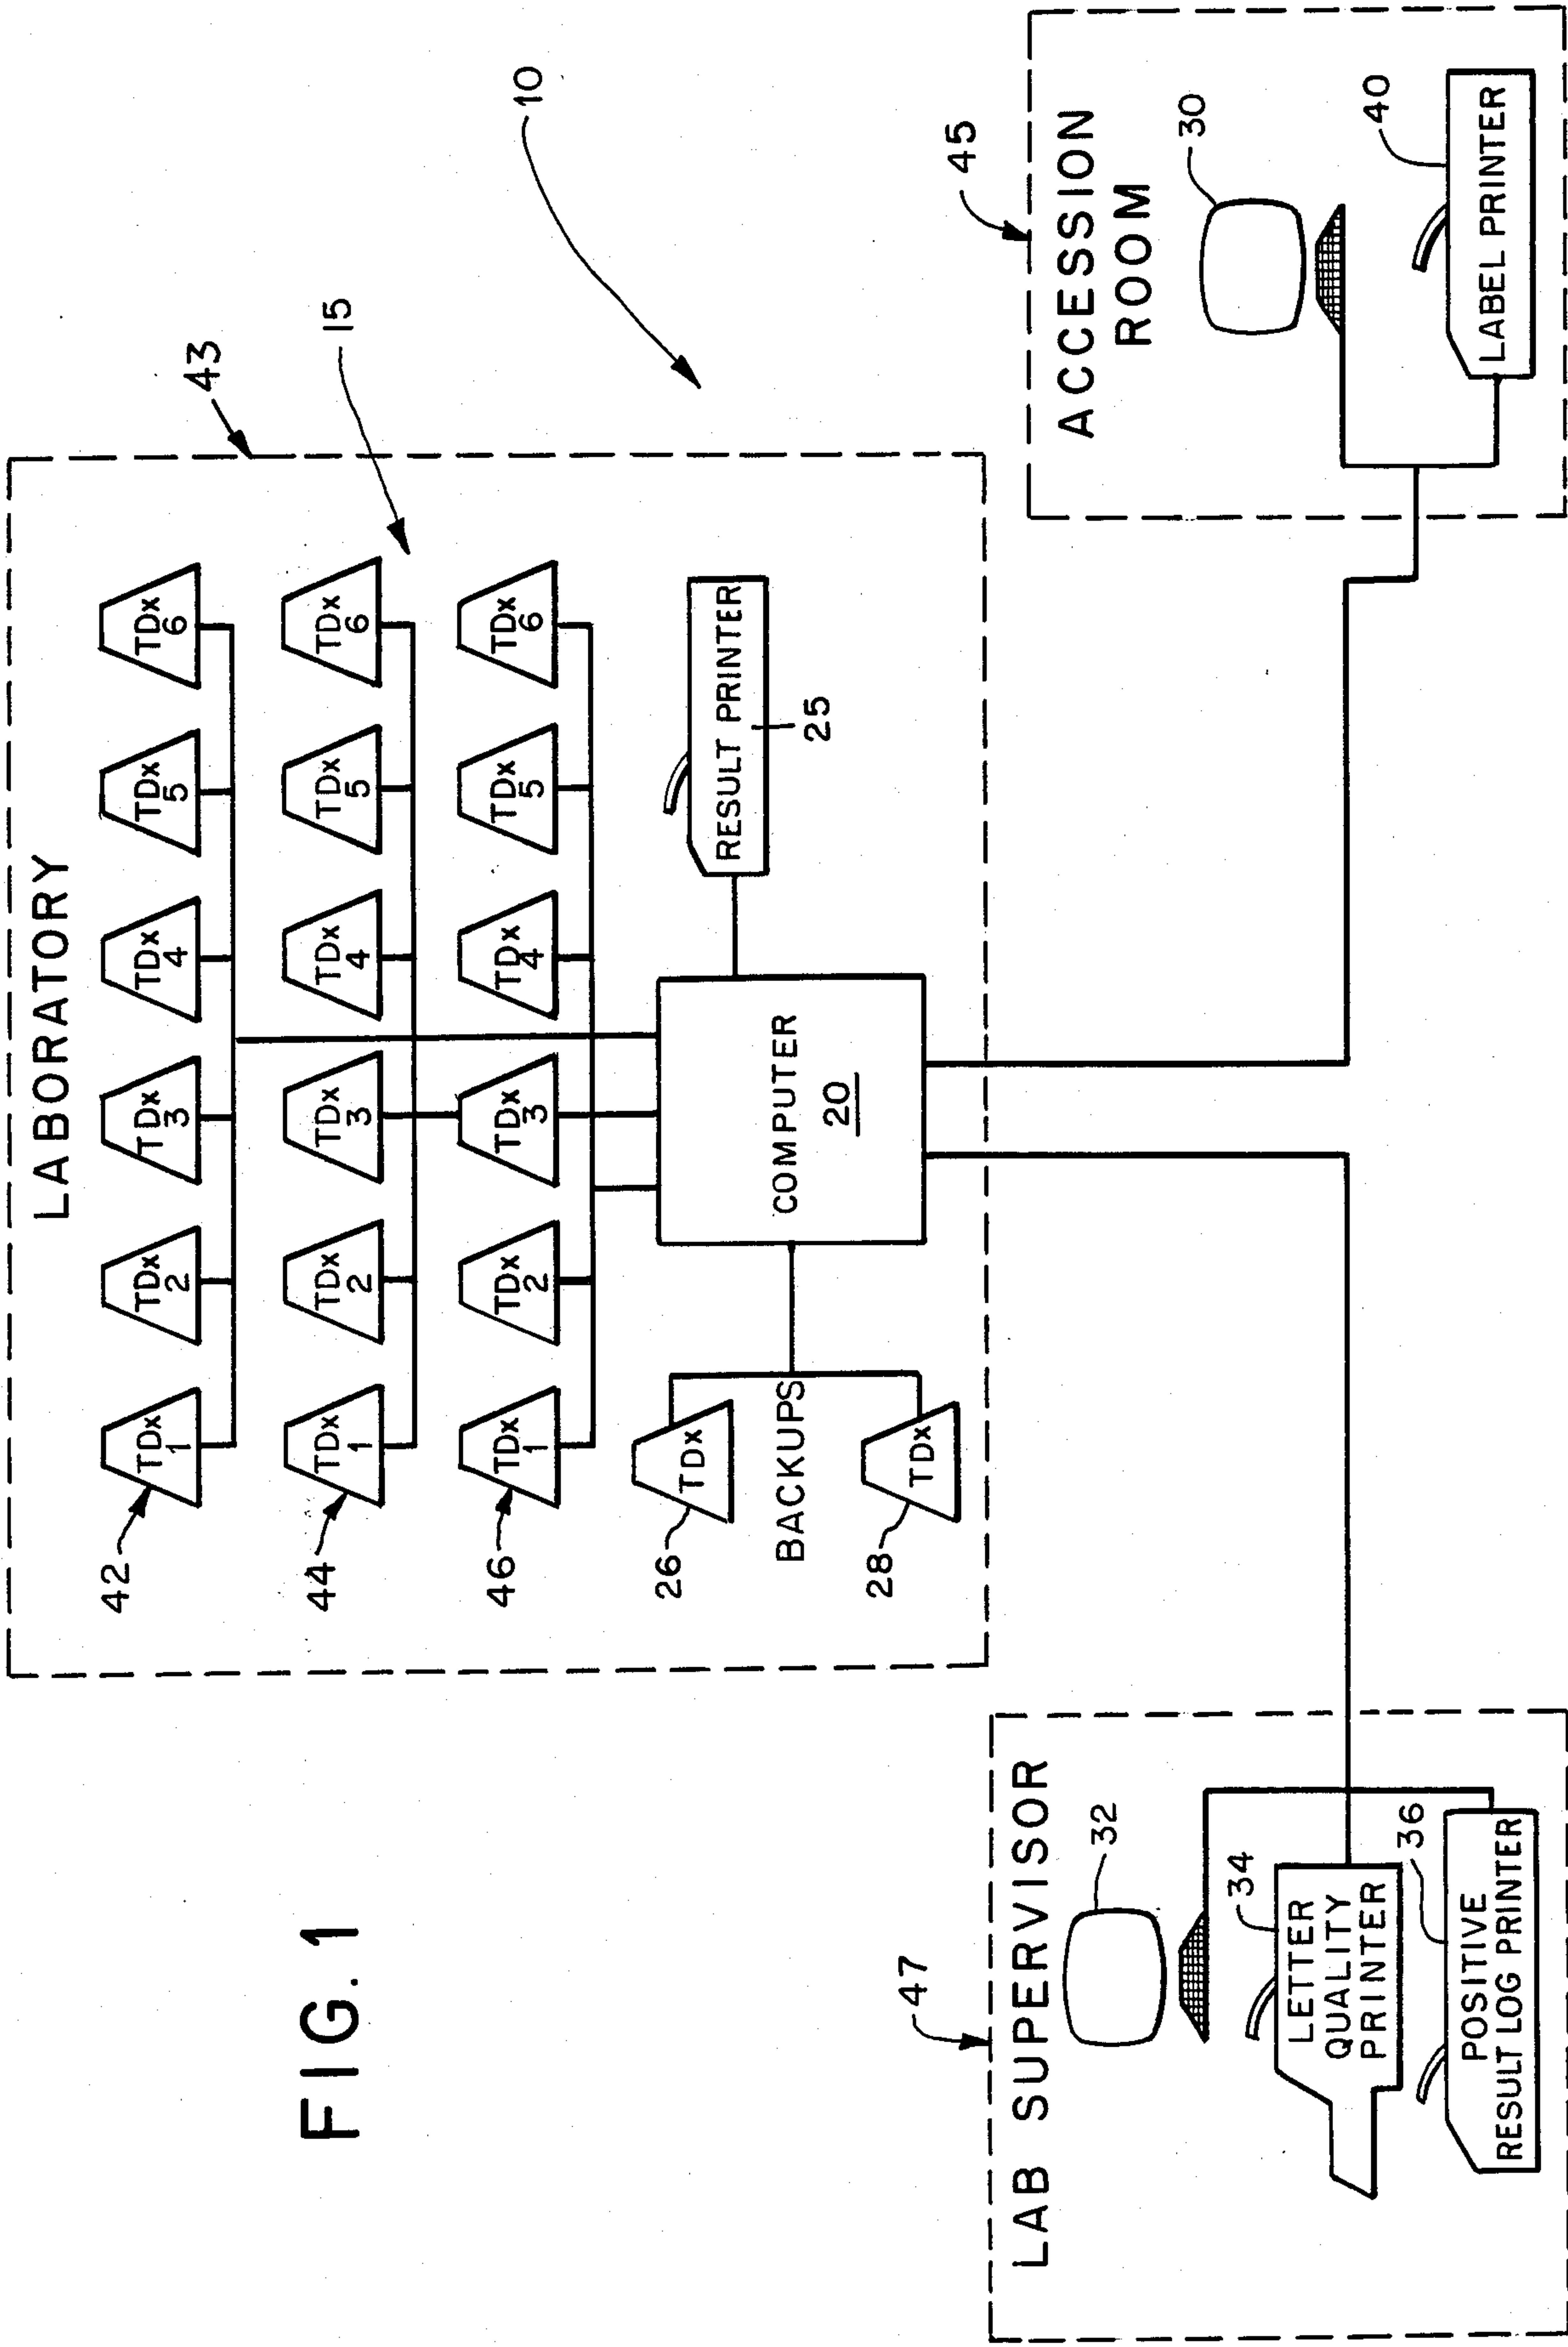 FIG. 1
LABORATORY
43
42
TDx 1
TDx 2
TDx 3
TDx 4
TDx 5
TDx 6
15
44
TDx 1
TDx 2
TDx 3
TDx 4
TDx 5
TDx 6
46
TDx 1
TDx 2
TDx 3
TDx 4
TDx 5
TDx 6
10
26
TDx
BACKUPS
28
TDx
COMPUTER
20
RESULT PRINTER
25
47
LAB SUPERVISOR
32
34
LETTER
QUALITY
PRINTER
36
POSITIVE
RESULT LOG PRINTER
45
ACCESSION
ROOM
30
40
LABEL PRINTER